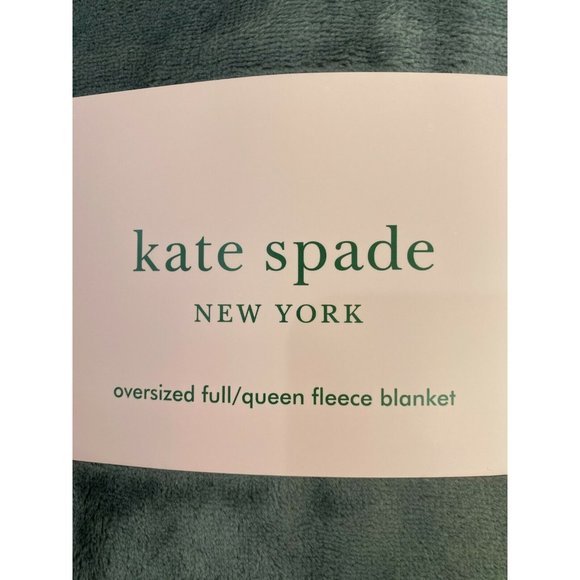 kate spade
NEW YORK
oversized full/queen fleece blanket